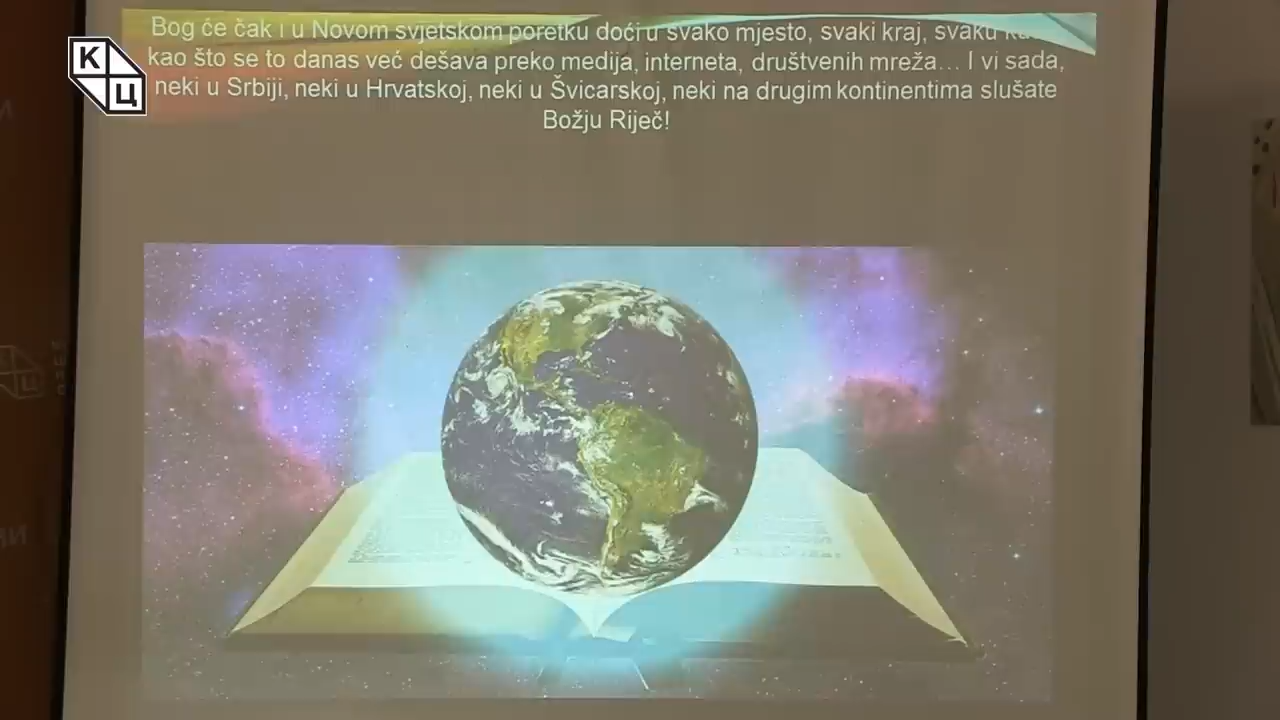 Bog će čak i u Novom svjetskom poretku doći u svako mjesto, svaki kraj, svaku
К
kao što se to danas već dešava preko medija, interneta, društvenih mreža... I vi sada,
Ц
neki u Srbiji, neki u Hrvatskoj, neki u Švicarskoj, neki na drugim kontinentima slušate
Božju Riječ!